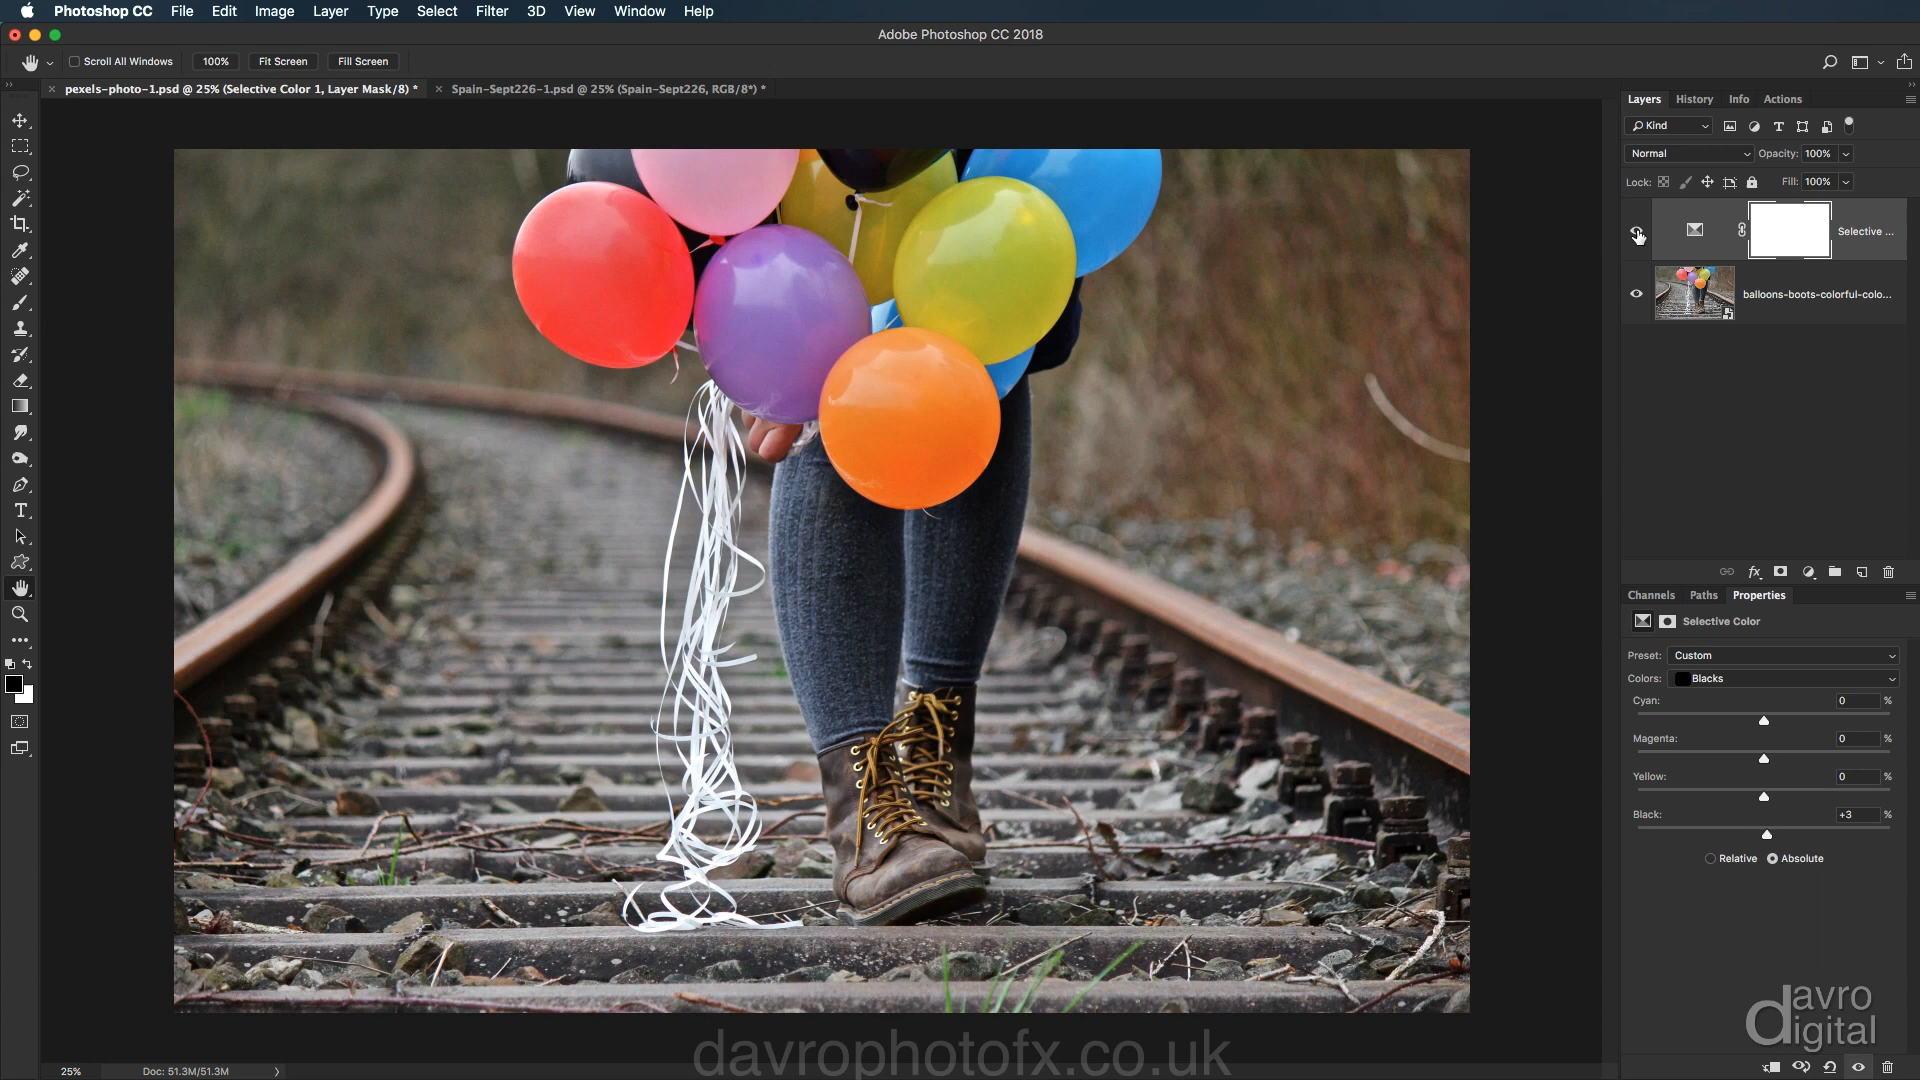 Photoshop CC File Edit Image Layer Type Select Filter 3D View Window Help
Adobe Photoshop CC 2018
Scroll All Windows 100% Fit Screen Fill Screen
pexels-photo-1.psd @ 25% (Selective Color 1, Layer Mask/8) *
Spain-Sept226-1.psd @ 25% (Spain-Sept226, RGB/8*) *
Layers History Info Actions
Kind
Normal Opacity: 100%
Lock: Fill: 100%
Selective ...
balloons-boots-colorful-colo...
Channels Paths Properties
Selective Color
Preset: Custom
Colors: Blacks
Cyan: 0 %
Magenta: 0 %
Yellow: 0 %
Black: +3 %
Relative Absolute
davro
digital
davrophotofx.co.uk
25% Doc: 51.3M/51.3M